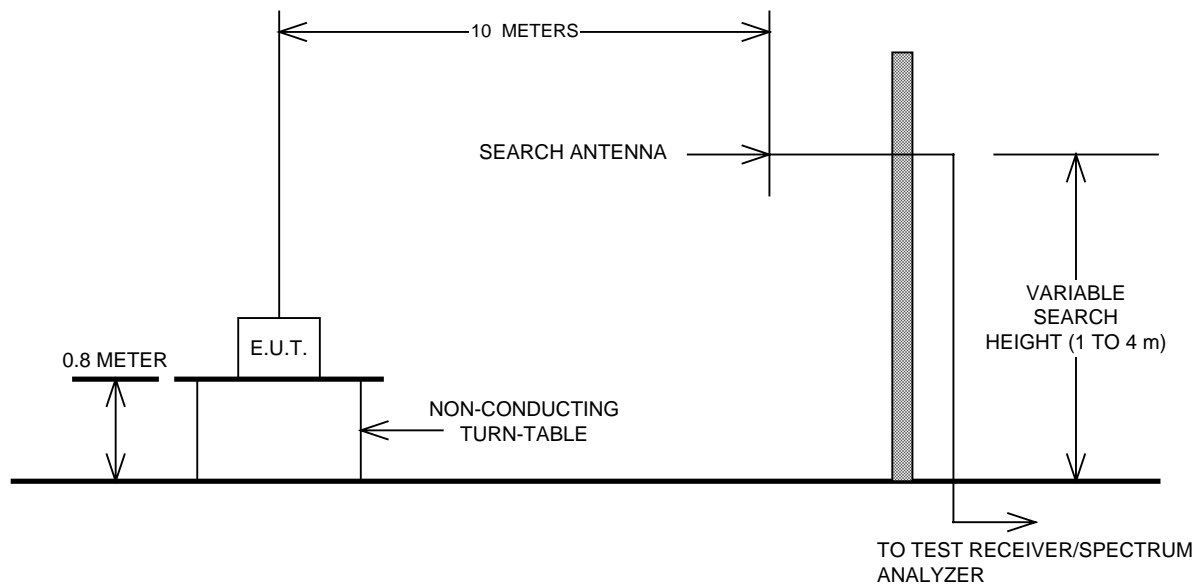 10 METERS
SEARCH ANTENNA
VARIABLE
SEARCH
HEIGHT (1 TO 4 m)
E.U.T.
0.8 METER
NON-CONDUCTING
TURN-TABLE
TO TEST RECEIVER/SPECTRUM
ANALYZER